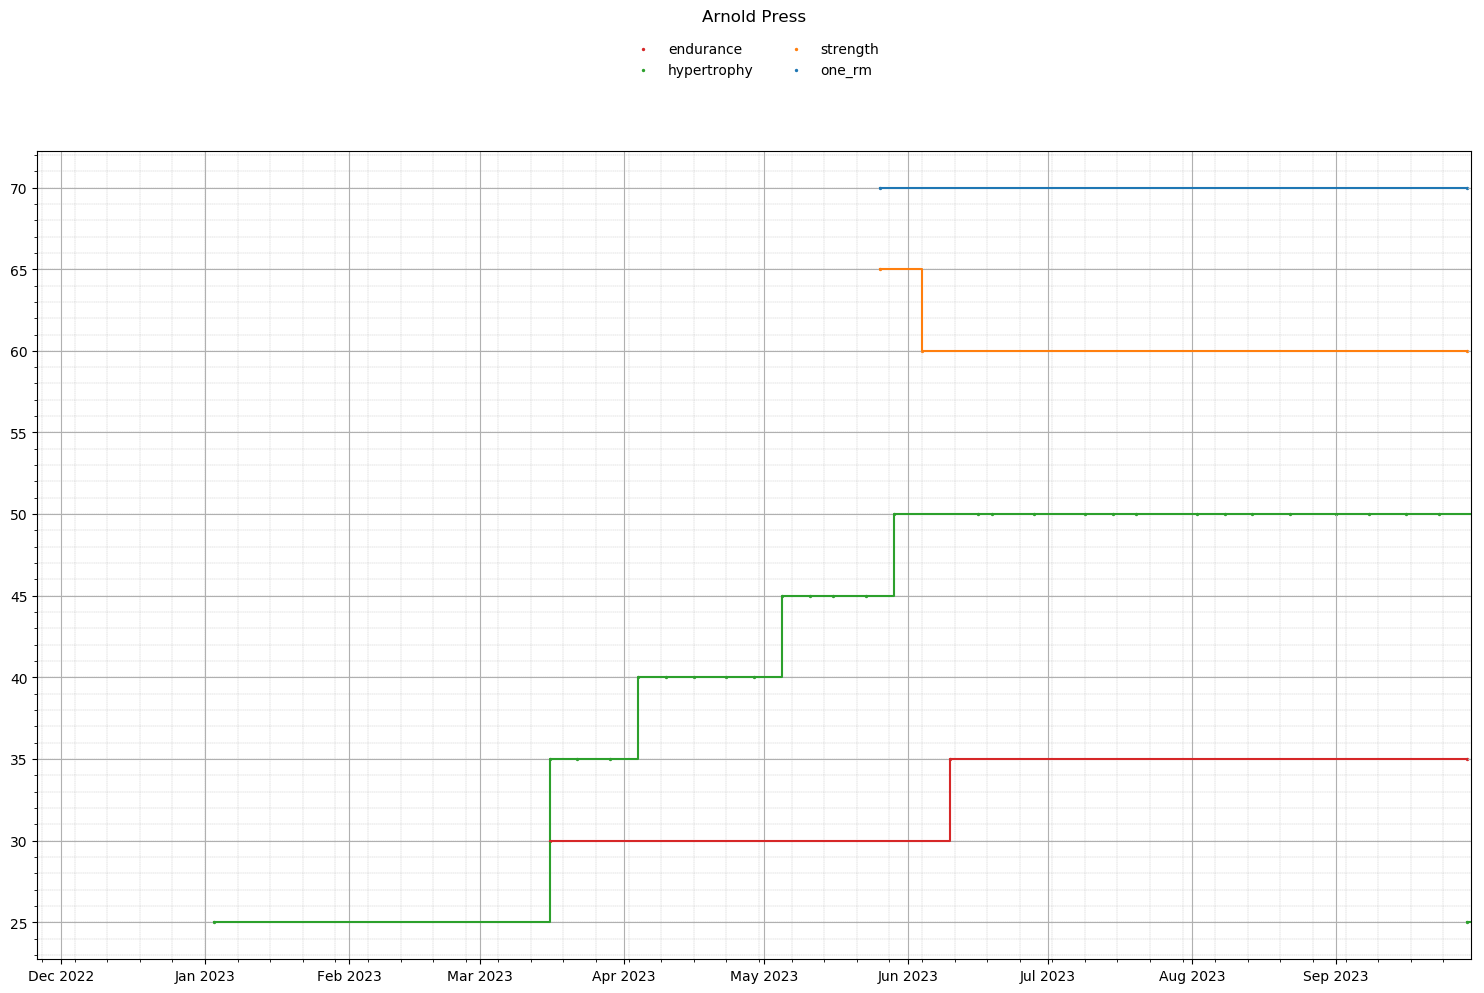 Arnold Press
endurance strength
hypertrophy one_rm
70
65
60
55
50
45
40
35
30
25
Dec 2022 Jan 2023 Feb 2023 Mar 2023 Apr 2023 May 2023 Jun 2023 Jul 2023 Aug 2023 Sep 2023